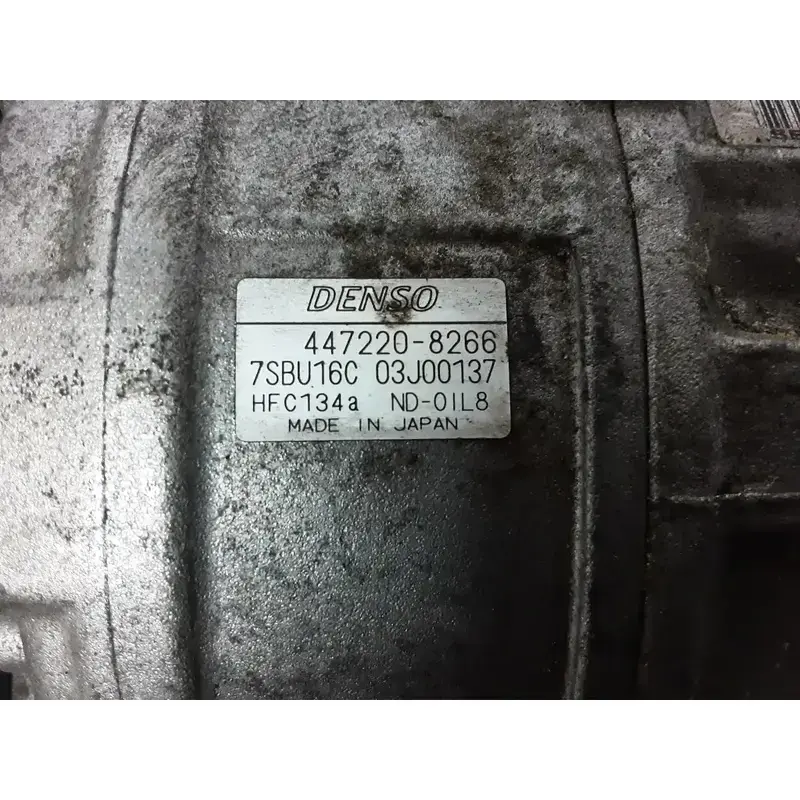 DENSO
447220-8266
7SBU16C 03J00137
HFC134a ND-OIL8
MADE IN JAPAN